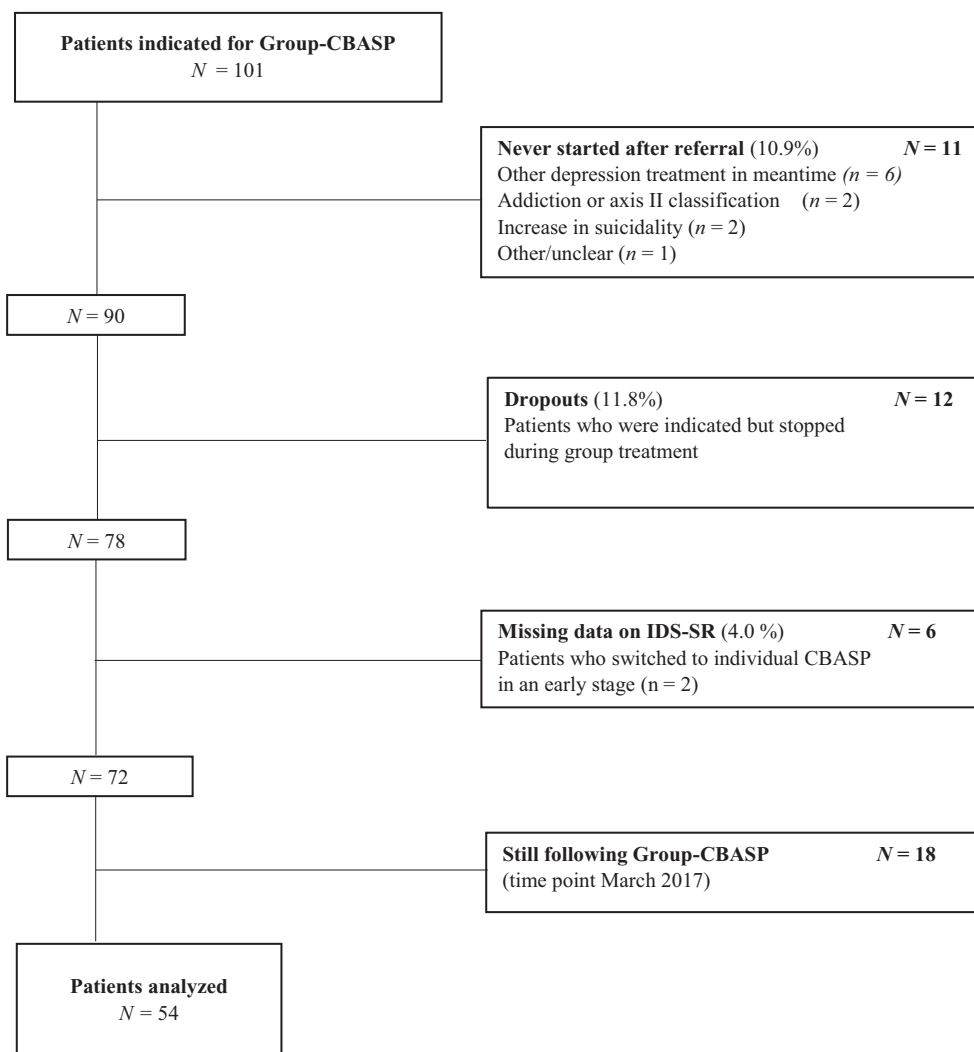 Patients indicated for Group-CBASP
N = 101
Never started after referral (10.9%) N = 11
Other depression treatment in meantime (n = 6)
Addiction or axis II classification (n = 2)
Increase in suicidality (n = 2)
Other/unclear (n = 1)
N = 90
Dropouts (11.8%) N = 12
Patients who were indicated but stopped
during group treatment
N = 78
Missing data on IDS-SR (4.0 %) N = 6
Patients who switched to individual CBASP
in an early stage (n = 2)
N = 72
Still following Group-CBASP N = 18
(time point March 2017)
Patients analyzed
N = 54